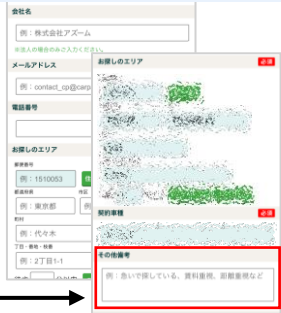 会社名
例：株式会社アズーム
※法人の場合のみご入力ください。
メールアドレス
例：contact_cp@carp
電話番号
お探しのエリア
郵便番号
例：1510053
都道府県
市区
例：東京都
例
町村
例：代々木
丁目・番地・枝番
例：2丁目1-1
お探しのエリア
必須
契約車種
必須
その他備考
例：急いで探している、賃料重視、距離重視など